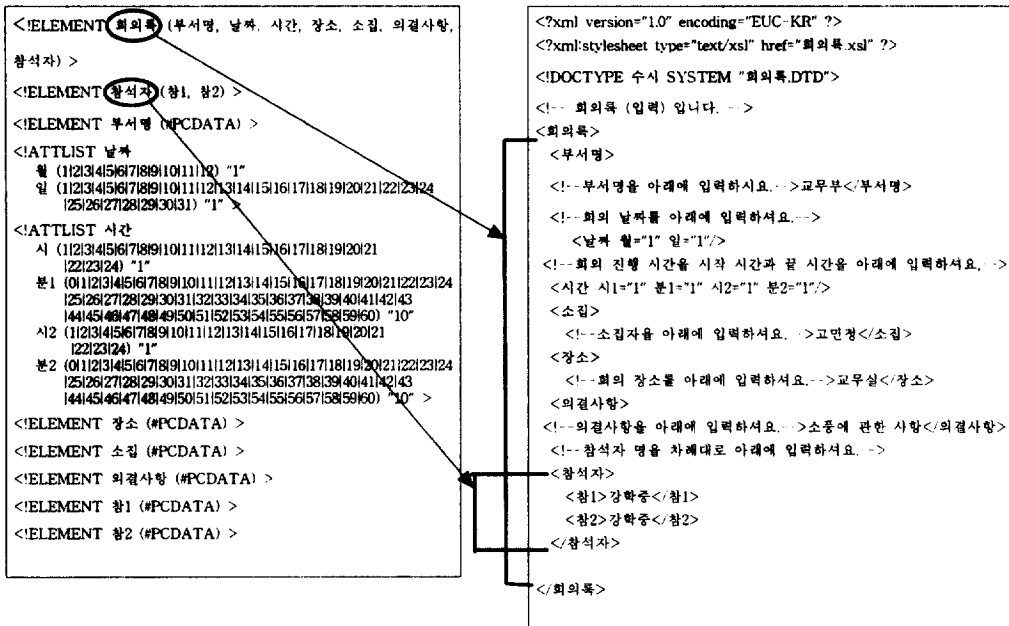 <!ELEMENT 회의록 (부서명, 날짜, 시간, 장소, 소집, 의결사항,
참석자) >
<!ELEMENT 참석자 (참1, 참2) >
<!ELEMENT 부서명 (#PCDATA) >
<!ATTLIST 날짜
월 (1|2|3|4|5|6|7|8|9|10|11|12) "1"
일 (1|2|3|4|5|6|7|8|9|10|11|12|13|14|15|16|17|18|19|20|21|22|23|24
|25|26|27|28|29|30|31) "1" >
<!ATTLIST 시간
시 (1|2|3|4|5|6|7|8|9|10|11|12|13|14|15|16|17|18|19|20|21
|22|23|24) "1"
분1 (0|1|2|3|4|5|6|7|8|9|10|11|12|13|14|15|16|17|18|19|20|21|22|23|24
|25|26|27|28|29|30|31|32|33|34|35|36|37|38|39|40|41|42|43
|44|45|46|47|48|49|50|51|52|53|54|55|56|57|58|59|60) "10"
시2 (1|2|3|4|5|6|7|8|9|10|11|12|13|14|15|16|17|18|19|20|21
|22|23|24) "1"
분2 (0|1|2|3|4|5|6|7|8|9|10|11|12|13|14|15|16|17|18|19|20|21|22|23|24
|25|26|27|28|29|30|31|32|33|34|35|36|37|38|39|40|41|42|43
|44|45|46|47|48|49|50|51|52|53|54|55|56|57|58|59|60) "10" >
<!ELEMENT 장소 (#PCDATA) >
<!ELEMENT 소집 (#PCDATA) >
<!ELEMENT 의결사항 (#PCDATA) >
<!ELEMENT 참1 (#PCDATA) >
<!ELEMENT 참2 (#PCDATA) >
<?xml version="1.0" encoding="EUC-KR" ?>
<?xml:stylesheet type="text/xsl" href="회의록.xsl" ?>
<!DOCTYPE 수시 SYSTEM "회의록.DTD">
<!-- 회의록 (입력) 입니다. -->
<회의록>
<부서명>
<!--부서명을 아래에 입력하시요.-->교무부</부서명>
<!--회의 날짜를 아래에 입력하셔요.-->
<날짜 월="1" 일="1"/>
<!--회의 진행 시간을 시작 시간과 끝 시간을 아래에 입력하셔요.-->
<시간 시1="1" 분1="1" 시2="1" 분2="1"/>
<소집>
<!--소집자을 아래에 입력하셔요. -->고민정</소집>
<장소>
<!--회의 장소를 아래에 입력하셔요.-->교무실</장소>
<의결사항>
<!--의결사항을 아래에 입력하셔요.-->소풍에 관한 사항</의결사항>
<!--참석자 명을 차례대로 아래에 입력하셔요.-->
<참석자>
<참1>강학중</참1>
<참2>강학중</참2>
</참석자>
</회의록>